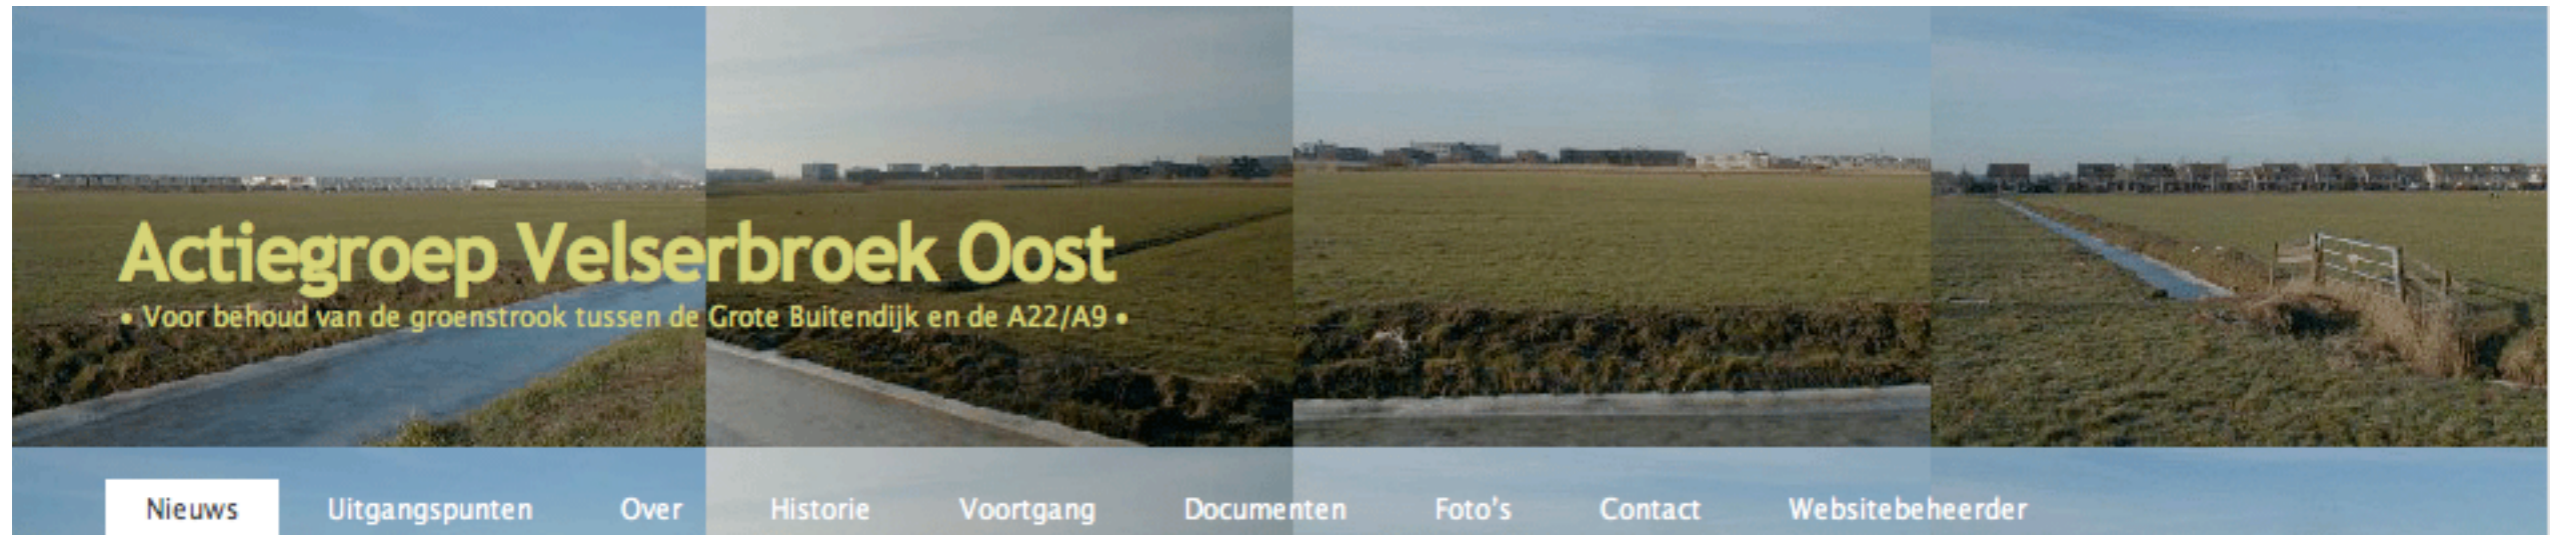 Actiegroep Velserbroek Oost
• Voor behoud van de groenstrook tussen de Grote Buitendijk en de A22/A9 •
Nieuws Uitgangspunten Over Historie Voortgang Documenten Foto's Contact Websitebeheerder